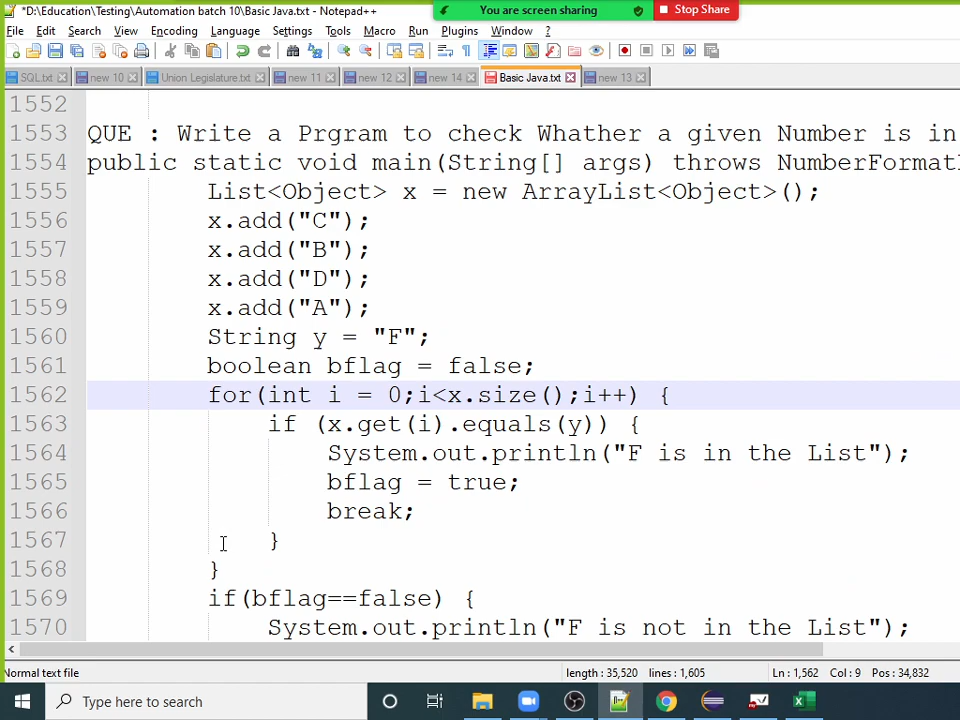 *D:\Education\Testing\Automation batch 10\Basic Java.txt - Notepad++
You are screen sharing
Stop Share
File Edit Search View Encoding Language Settings Tools Macro Run Plugins Window ?
SQL.txt new 10 Union Legislature.txt new 11 new 12 new 14 Basic Java.txt new 13
1552
1553 QUE : Write a Prgram to check Whather a given Number is in
1554 public static void main(String[] args) throws NumberFormat
1555 List<Object> x = new ArrayList<Object>();
1556 x.add("C");
1557 x.add("B");
1558 x.add("D");
1559 x.add("A");
1560 String y = "F";
1561 boolean bflag = false;
1562 for(int i = 0;i<x.size();i++) {
1563 if (x.get(i).equals(y)) {
1564 System.out.println("F is in the List");
1565 bflag = true;
1566 break;
1567 }
1568 }
1569 if(bflag==false) {
1570 System.out.println("F is not in the List");
Normal text file length : 35,520 lines : 1,605 Ln : 1,562 Col : 9 Pos : 34,832
Type here to search